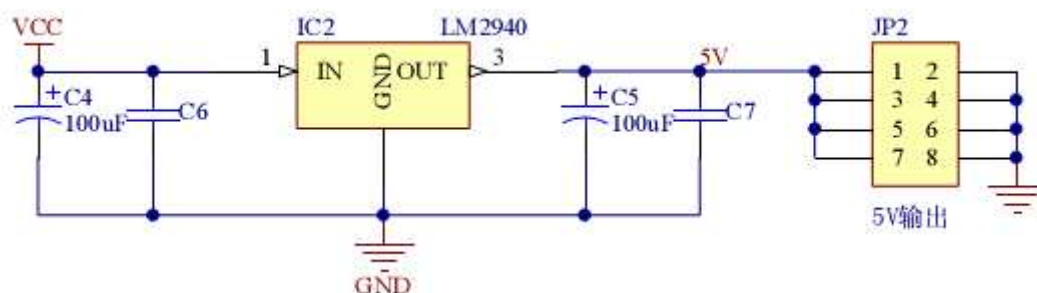 VCC
IC2 LM2940
1 IN GND OUT 3
5V
JP2
1 2
3 4
5 6
7 8
+ C4
100uF
C6
+ C5
100uF
C7
5V输出
GND